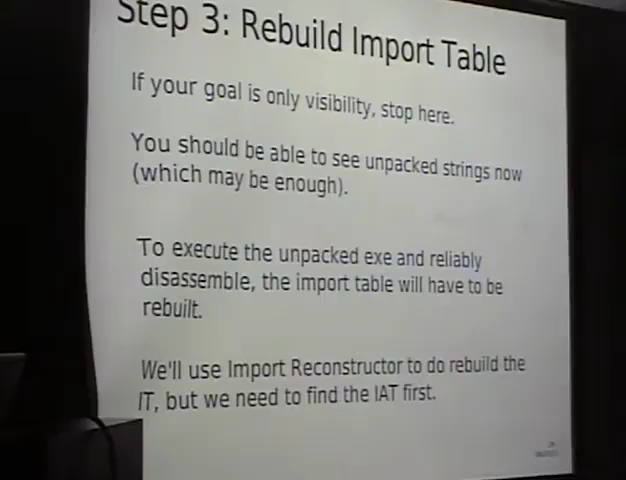 Step 3: Rebuild Import Table
If your goal is only visibility, stop here.
You should be able to see unpacked strings now
(which may be enough).
To execute the unpacked exe and reliably
disassemble, the import table will have to be
rebuilt.
We'll use Import Reconstructor to do rebuild the
IT, but we need to find the IAT first.